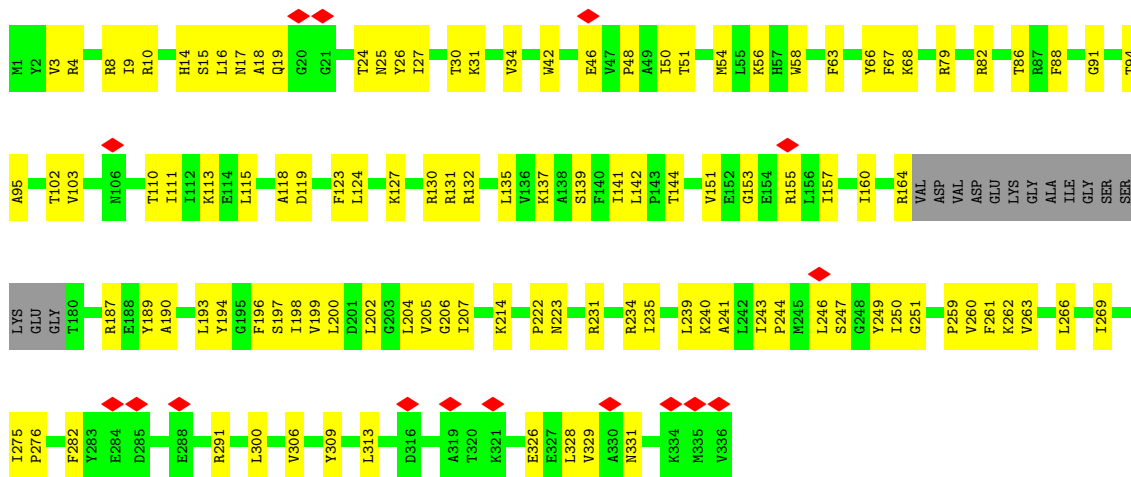 M1 Y2 V3 R4 R8 I9 R10 H14 S15 L16 N17 A18 Q19 G20 G21 T24 N25 Y26 I27 T30 K31 V34 W42 E46 V47 P48 A49 I50 T51 M54 L55 K56 H57 W58 F63 Y66 F67 K68 R79 R82 T86 R87 F88 G91 T94
A95 T102 V103 N106 T110 I111 I112 K113 E114 L115 A118 D119 F123 L124 K127 R130 R131 R132 L135 V136 K137 A138 S139 F140 I141 L142 P143 T144 V151 E152 G153 E154 R155 L156 I157 I160 R164 VAL ASP VAL ASP GLU LYS GLY ALA ILE GLY SER SER
LYS GLU GLY T180 R187 E188 Y189 A190 L193 Y194 G195 F196 S197 I198 V199 L200 D201 L202 G203 L204 V205 G206 I207 K214 P222 N223 R231 R234 I235 L239 K240 A241 L242 I243 P244 M245 L246 S247 G248 Y249 I250 G251 P259 V260 F261 K262 V263 L266 I269
I275 P276 F282 Y283 E284 D285 E288 R291 L300 V306 Y309 L313 D316 A319 T320 K321 E326 E327 L328 V329 A330 N331 K334 M335 V336